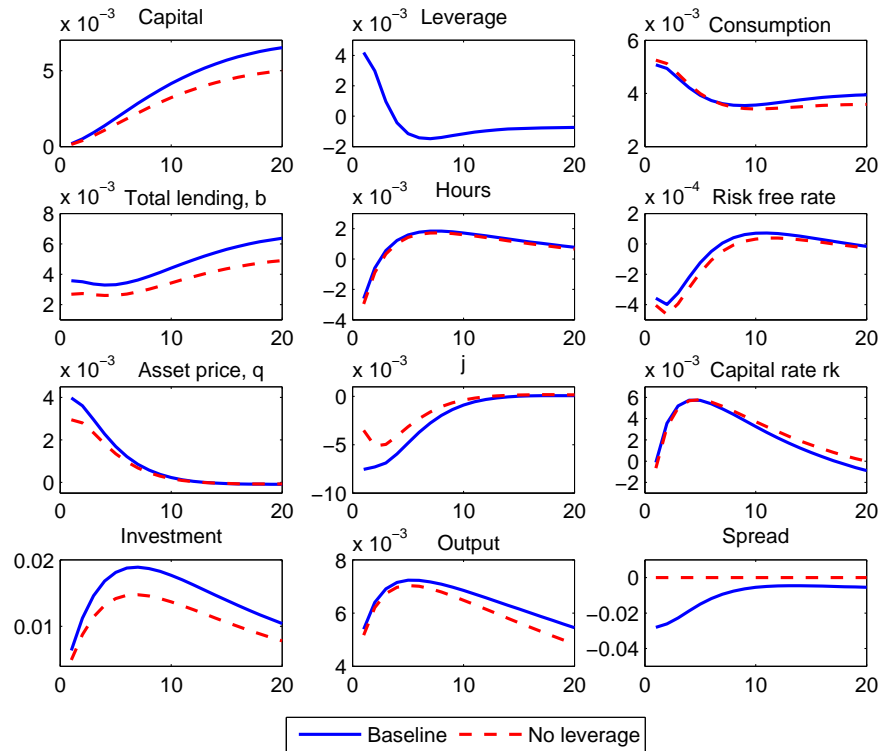 x 10⁻³ Capital
5
0
0 10 20
Leverage
x 10⁻³
4
2
0
−2
0 10 20
x 10⁻³
Consumption
6
4
2
0 10 20
x 10⁻³
Total lending, b
8
6
4
2
0 10 20
x 10⁻³ Hours
2
0
−2
−4
0 10 20
x 10⁻⁴
Risk free rate
0
−2
−4
0 10 20
x 10⁻³
Asset price, q
4
2
0
0 10 20
x 10⁻³ j
0
−5
−10
0 10 20
x 10⁻³
Capital rate rk
6
4
2
0
−2
0 10 20
Investment
0.02
0.01
0 10 20
x 10⁻³ Output
8
6
4
0 10 20
Spread
0
−0.02
−0.04
0 10 20
Baseline No leverage